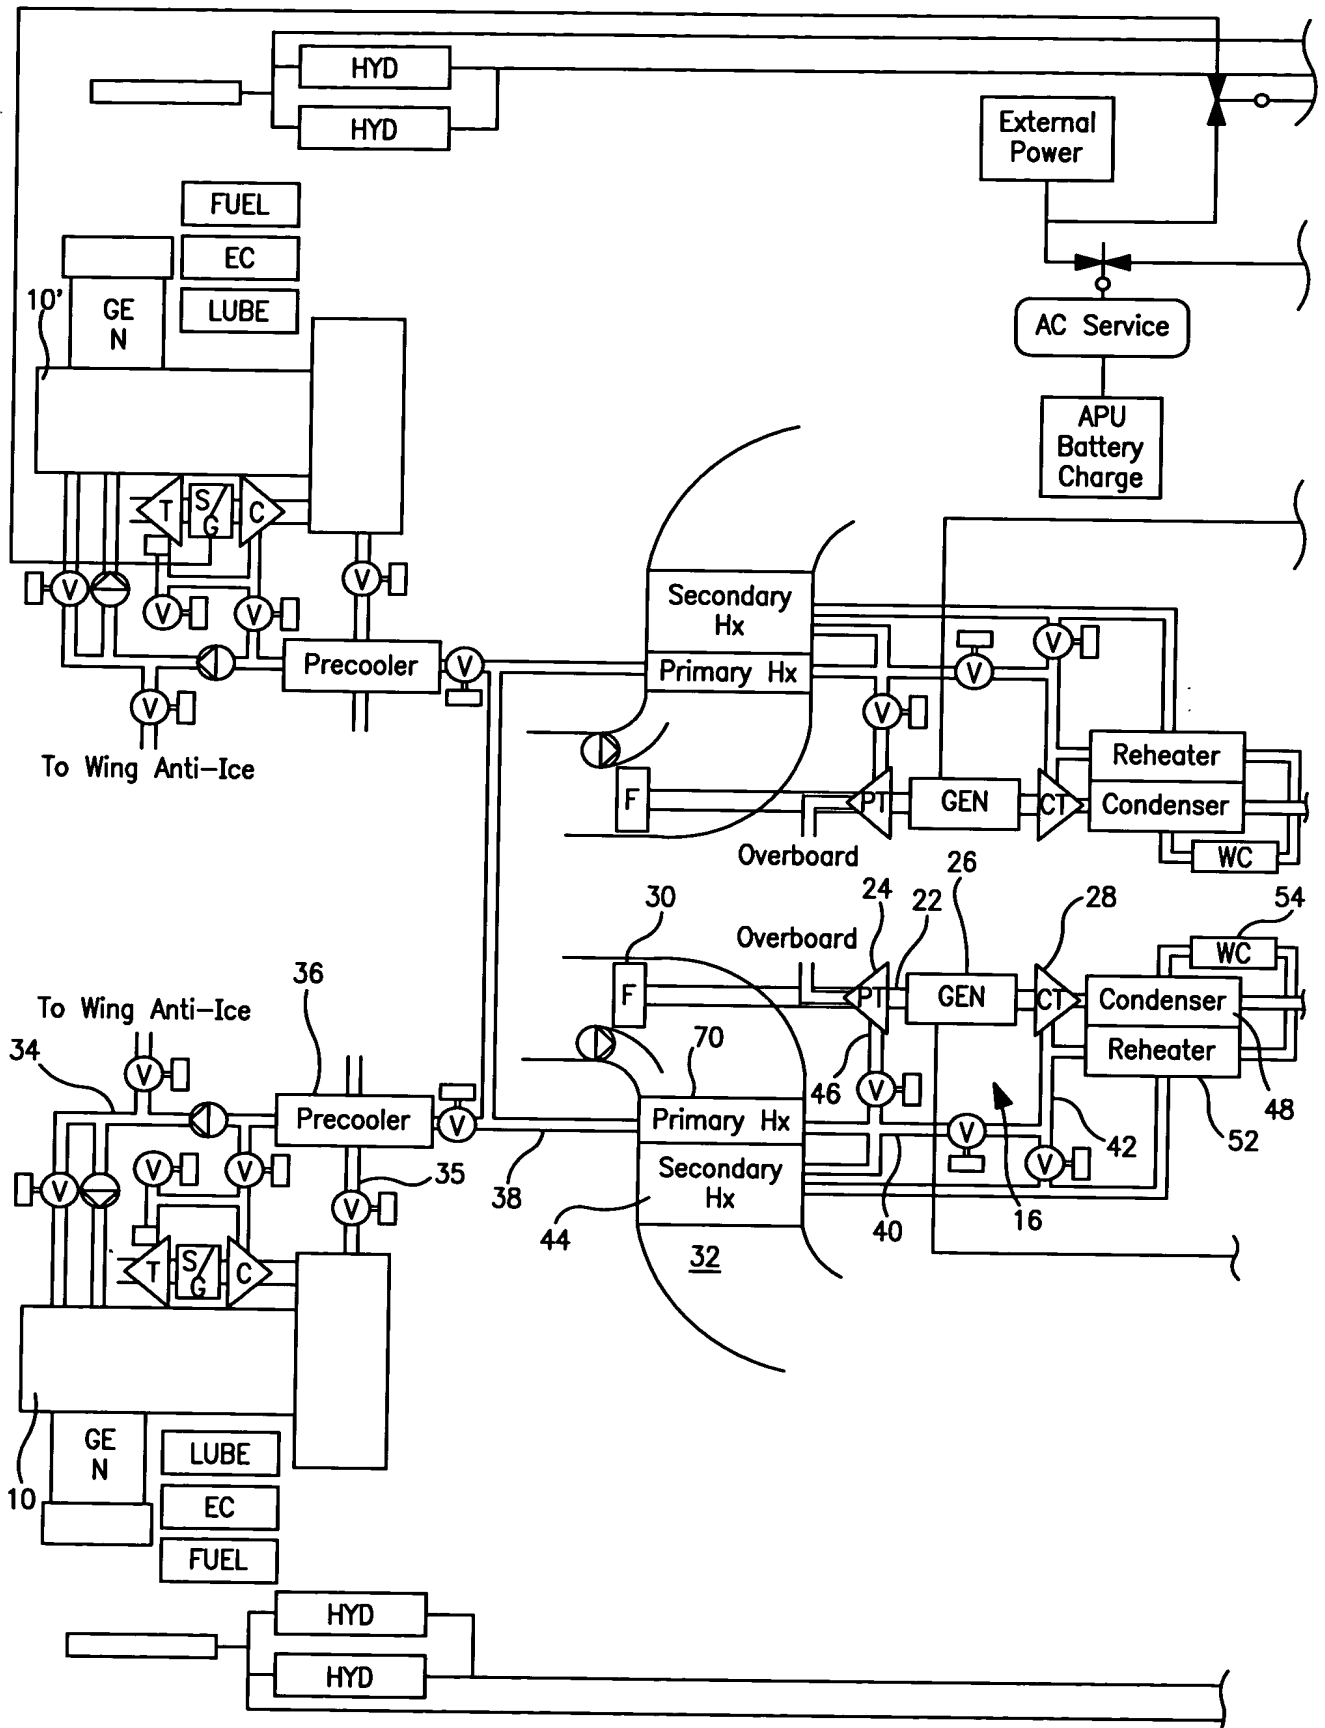 HYD
HYD
External
Power
FUEL
EC
LUBE
10'
GE
N
AC Service
APU
Battery
Charge
T
S/
G
C
V
V
V
V
V
V
V
V
V
V
Precooler
To Wing Anti-Ice
Secondary
Hx
Primary Hx
F
PT
GEN
CT
Reheater
Condenser
WC
Overboard
26
24
22
28
54
30
Overboard
F
PT
GEN
CT
WC
Condenser
Reheater
36
To Wing Anti-Ice
34
70
46
48
52
42
16
40
38
35
44
32
Primary Hx
Secondary
Hx
Precooler
V
V
V
V
V
V
V
V
V
T
S/
G
C
10
GE
N
LUBE
EC
FUEL
HYD
HYD